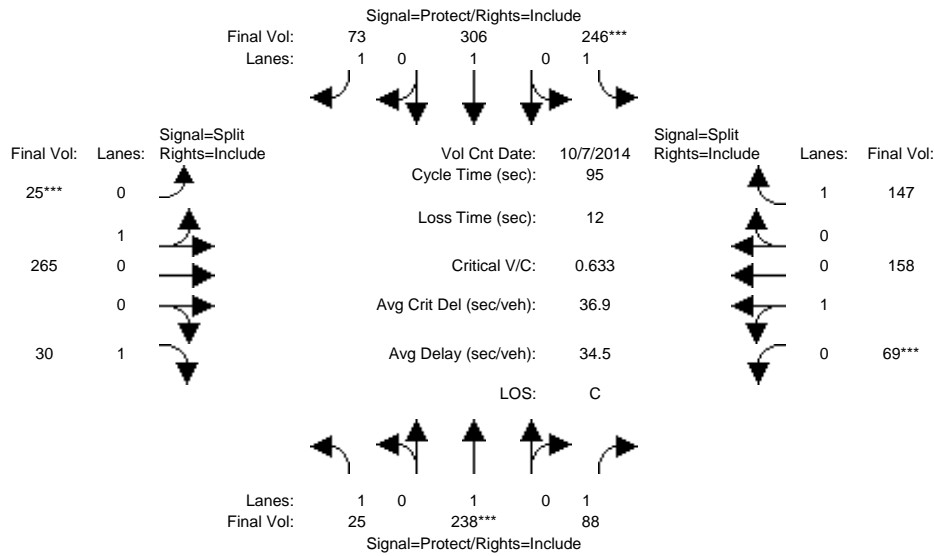 Signal=Protect/Rights=Include
Final Vol: 73 306 246***
Lanes: 1 0 1 0 1
Signal=Split
Final Vol: Lanes: Rights=Include
Vol Cnt Date: 10/7/2014
Signal=Split
Rights=Include Lanes: Final Vol:
Cycle Time (sec): 95
25*** 0
1 147
Loss Time (sec): 12
1
0
265 0
Critical V/C: 0.633
0 158
0
Avg Crit Del (sec/veh): 36.9
1
30 1
Avg Delay (sec/veh): 34.5
0 69***
LOS: C
Lanes: 1 0 1 0 1
Final Vol: 25 238*** 88
Signal=Protect/Rights=Include